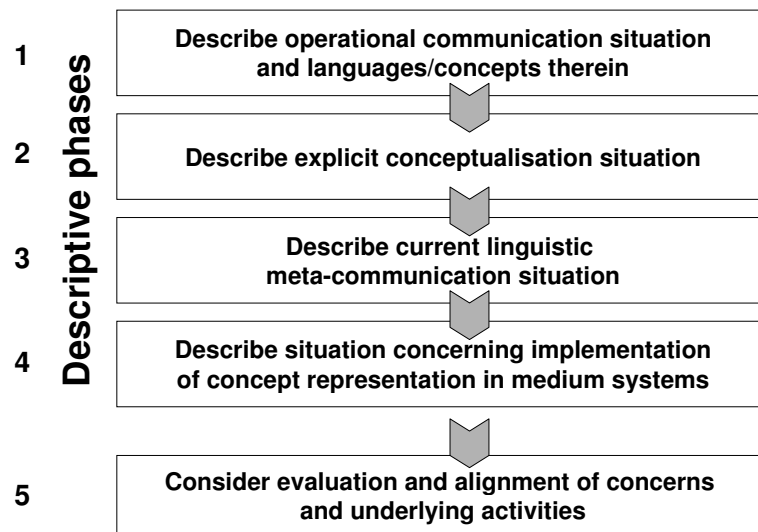 Descriptive phases
1
Describe operational communication situation
and languages/concepts therein
2
Describe explicit conceptualisation situation
3
Describe current linguistic
meta-communication situation
4
Describe situation concerning implementation
of concept representation in medium systems
5
Consider evaluation and alignment of concerns
and underlying activities